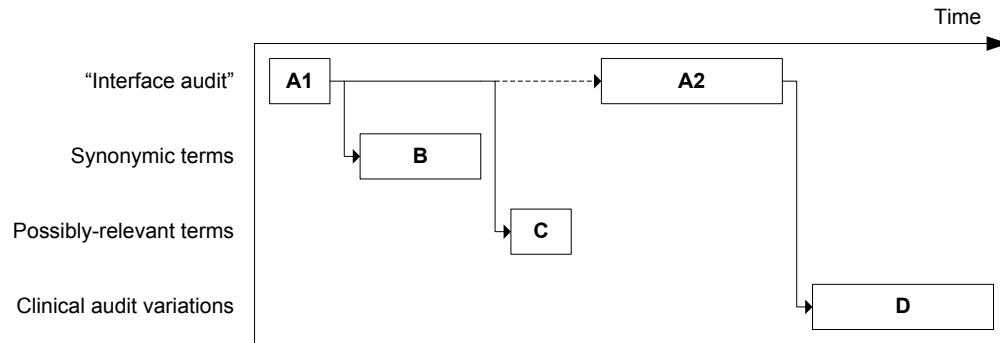 Time
“Interface audit”
A1
A2
Synonymic terms
B
Possibly-relevant terms
C
Clinical audit variations
D